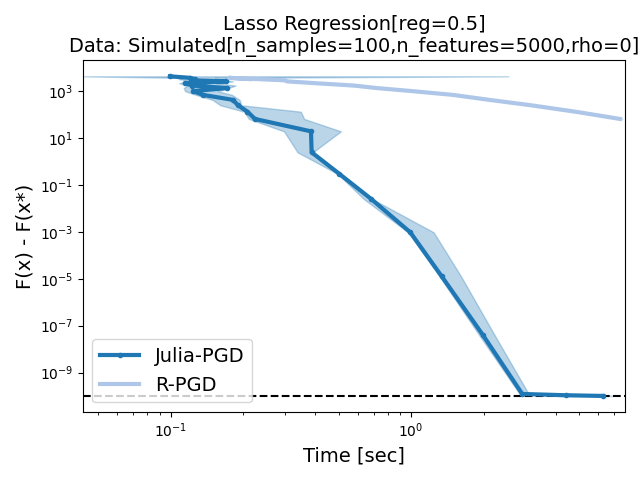 Lasso Regression[reg=0.5]
Data: Simulated[n_samples=100,n_features=5000,rho=0]
F(x) - F(x*)
10³
10¹
10⁻¹
10⁻³
10⁻⁵
10⁻⁷
10⁻⁹
Julia-PGD
R-PGD
10⁻¹
10⁰
Time [sec]